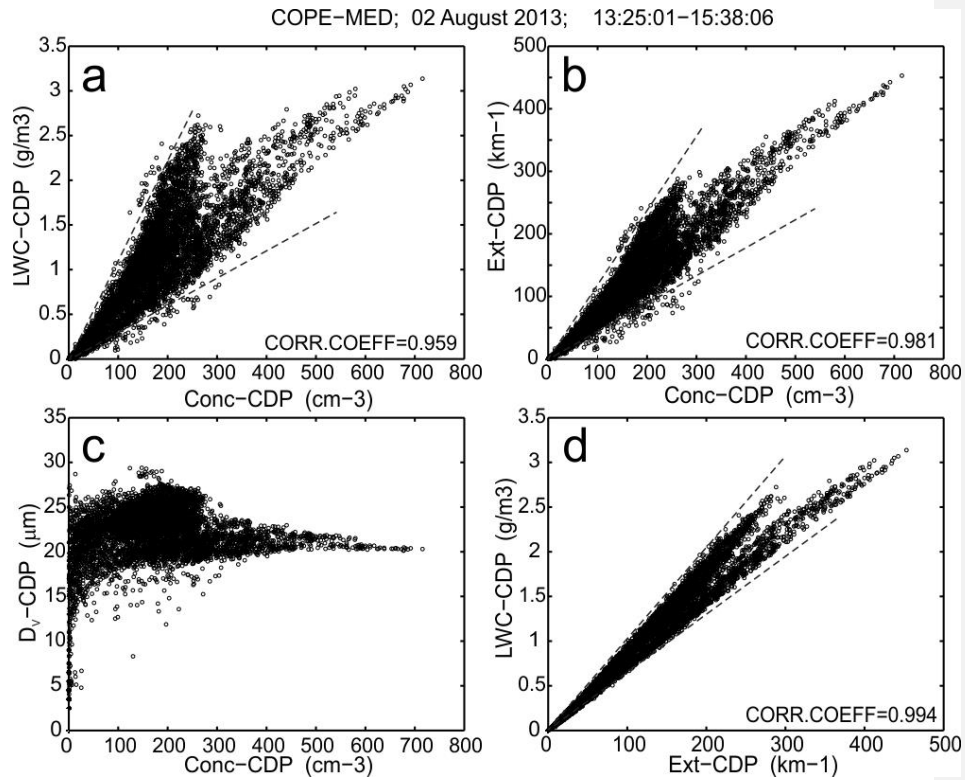 COPE−MED; 02 August 2013; 13:25:01−15:38:06
a
LWC−CDP (g/m3)
3.5
3
2.5
2
1.5
1
0.5
0
CORR.COEFF=0.959
0 100 200 300 400 500 600 700 800
Conc−CDP (cm−3)
b
Ext−CDP (km−1)
500
400
300
200
100
0
CORR.COEFF=0.981
0 100 200 300 400 500 600 700 800
Conc−CDP (cm−3)
c
Dv−CDP (μm)
35
30
25
20
15
10
5
0
0 100 200 300 400 500 600 700 800
Conc−CDP (cm−3)
d
LWC−CDP (g/m3)
3.5
3
2.5
2
1.5
1
0.5
0
CORR.COEFF=0.994
0 100 200 300 400 500
Ext−CDP (km−1)